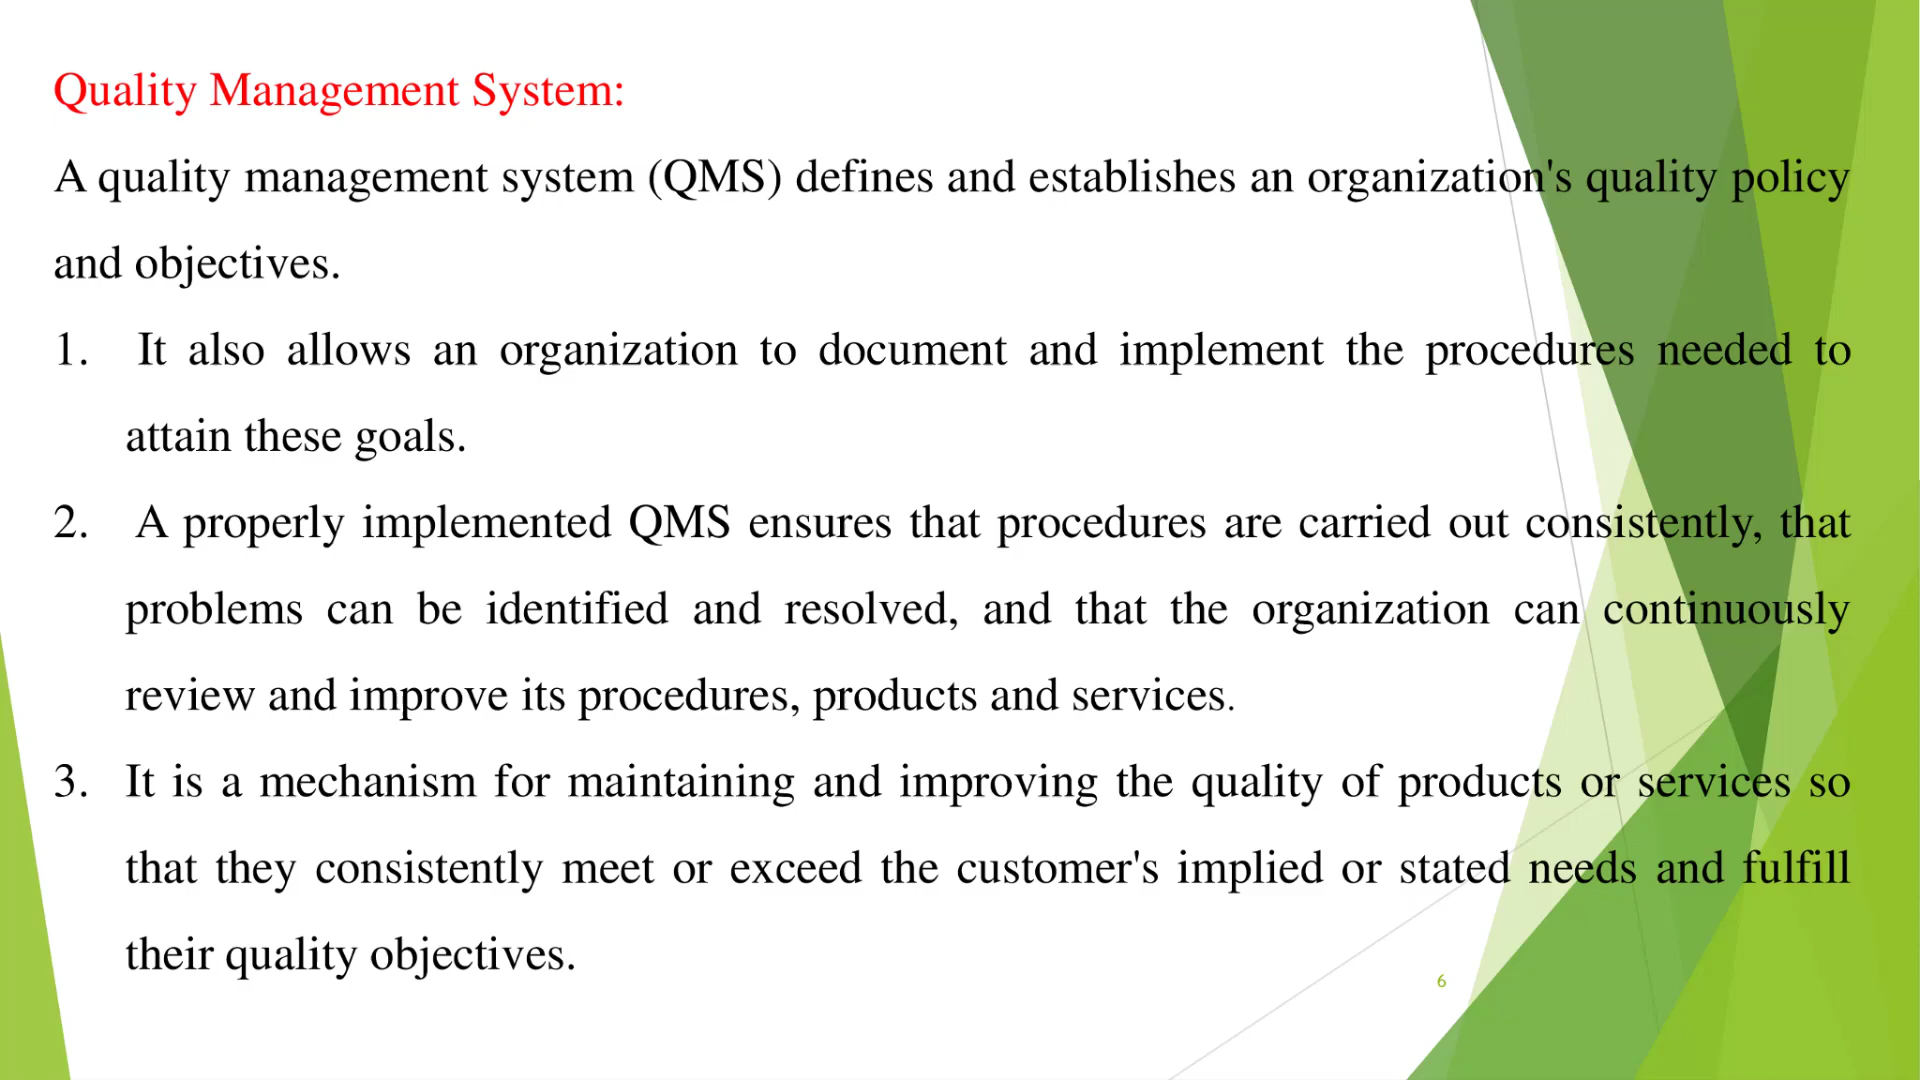 Quality Management System:
A quality management system (QMS) defines and establishes an organization's quality policy
and objectives.
1. It also allows an organization to document and implement the procedures needed to
attain these goals.
2. A properly implemented QMS ensures that procedures are carried out consistently, that
problems can be identified and resolved, and that the organization can continuously
review and improve its procedures, products and services.
3. It is a mechanism for maintaining and improving the quality of products or services so
that they consistently meet or exceed the customer's implied or stated needs and fulfill
their quality objectives.
6